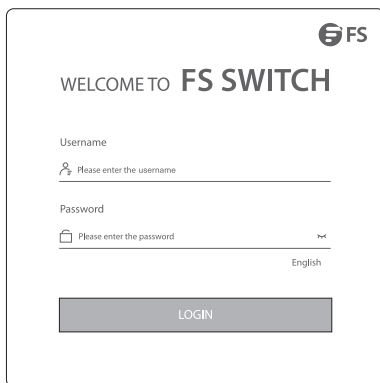 FS
WELCOME TO FS SWITCH
Username
Please enter the username
Password
Please enter the password
English
LOGIN